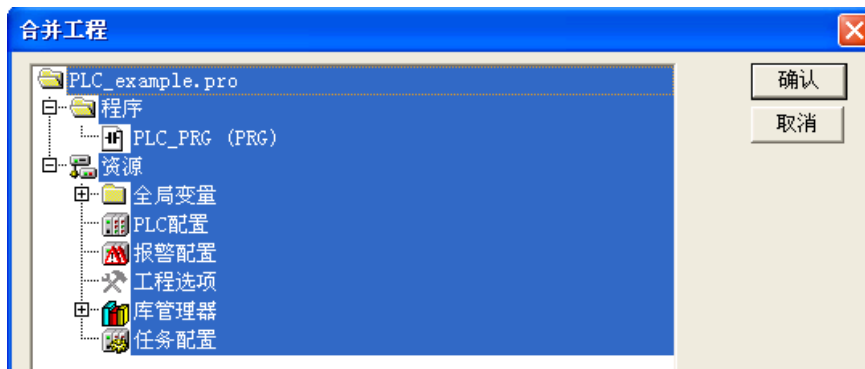 合并工程
PLC_example.pro
确认
程序
取消
PLC_PRG (PRG)
资源
全局变量
PLC配置
报警配置
工程选项
库管理器
任务配置